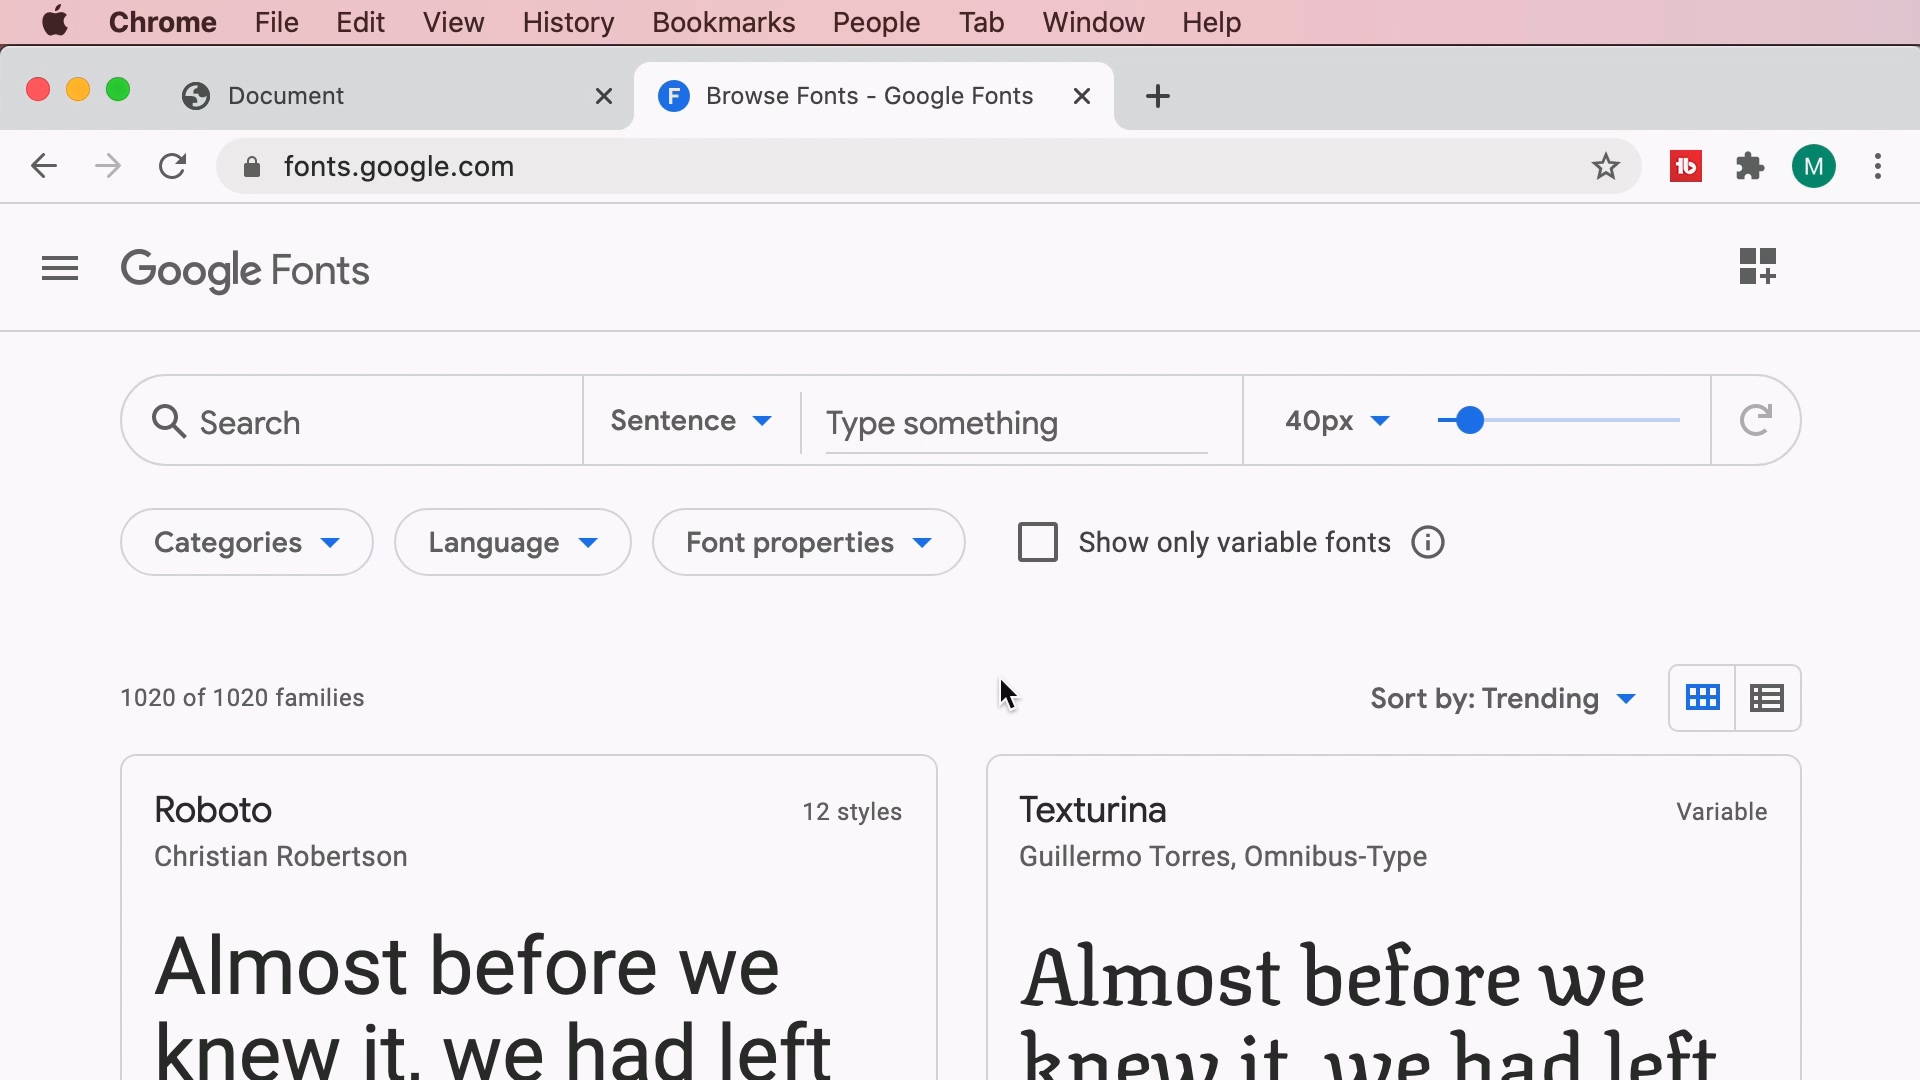 Chrome File Edit View History Bookmarks People Tab Window Help
Document
F Browse Fonts - Google Fonts
fonts.google.com
tb
M
Google Fonts
Search Sentence Type something 40px
Categories Language Font properties Show only variable fonts
1020 of 1020 families Sort by: Trending
Roboto 12 styles
Christian Robertson
Almost before we
knew it, we had left
Texturina Variable
Guillermo Torres, Omnibus-Type
Almost before we
knew it, we had left